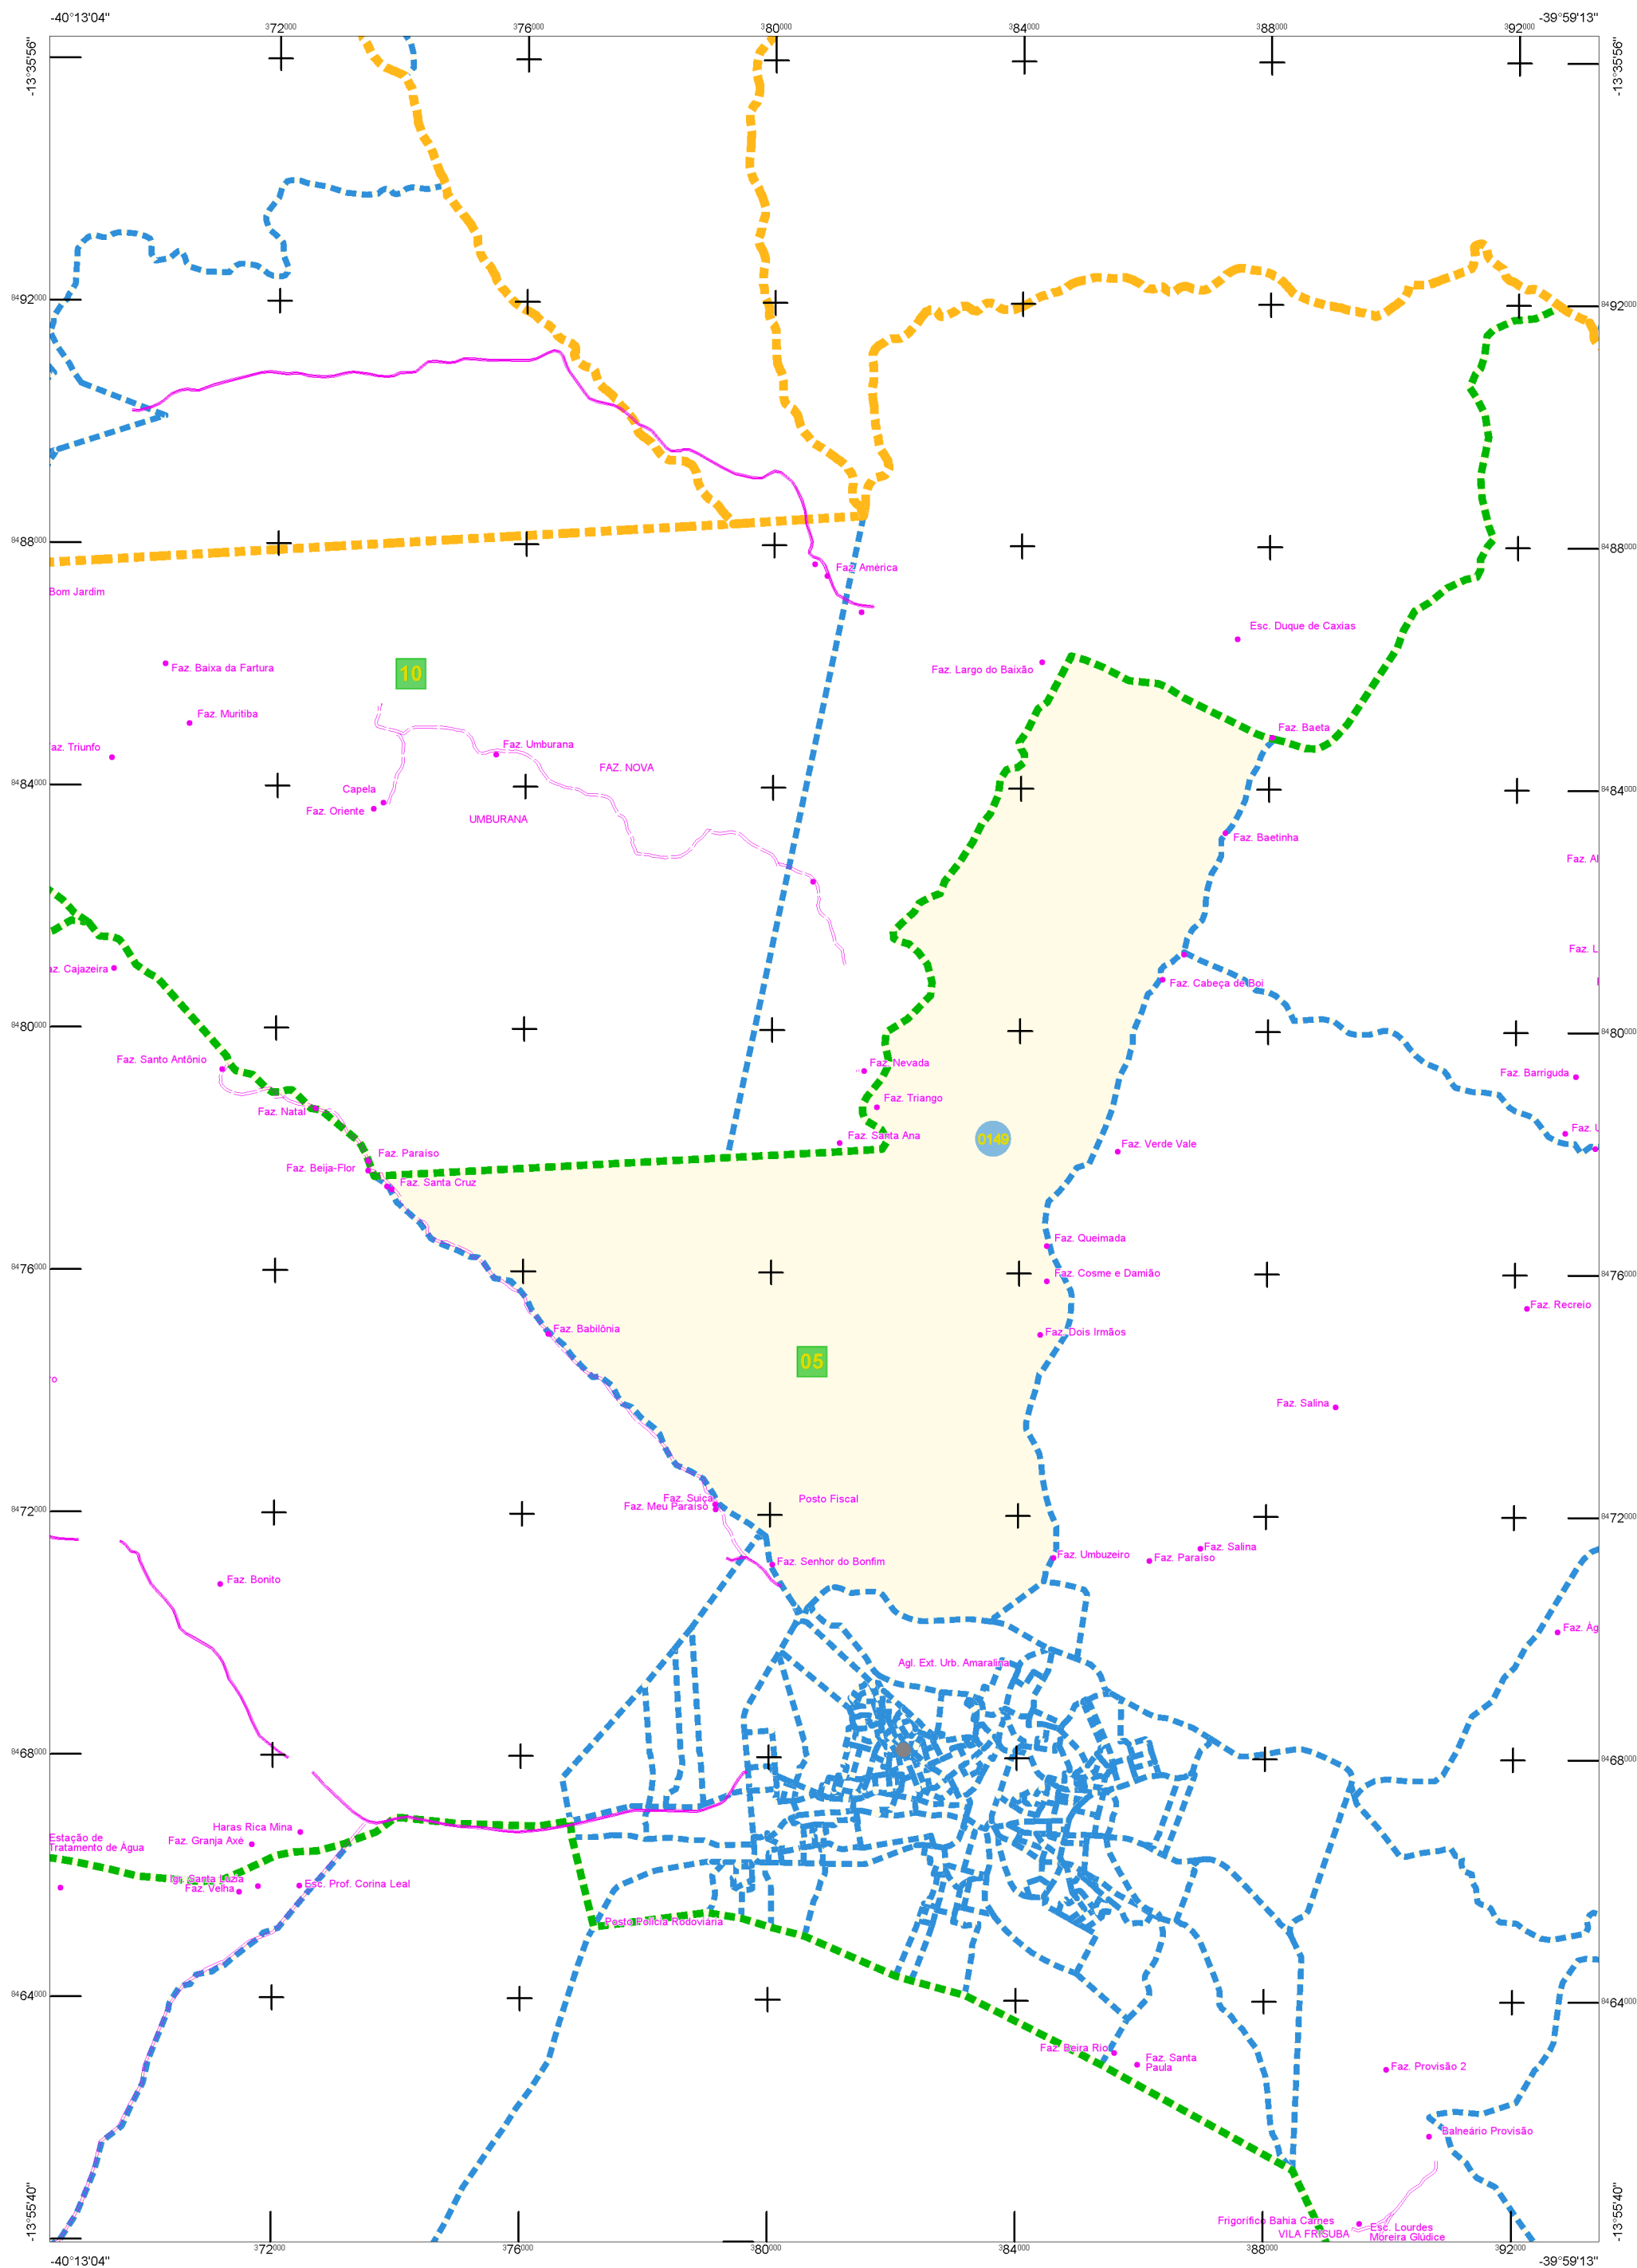 -40°13'04"
-39°59'13"
372000
376000
380000
384000
388000
392000
-13°35'56"
-13°35'56"
8492000
8488000
8488000
Faz. América
Bom Jardim
Esc. Duque de Caxias
Faz. Baixa da Fartura
10
Faz. Largo do Baixão
Faz. Muritiba
Faz. Baeta
az. Triunfo
Faz. Umburana
FAZ. NOVA
8484000
8484000
Capela
Faz. Oriente
UMBURANA
Faz. Baetinha
Faz. Al
az. Cajazeira
Faz. L
Faz. Cabeça de Boi
8480000
8480000
Faz. Santo Antônio
Faz. Nevada
Faz. Barriguda
Faz. Natal
Faz. Triango
Faz. Santa Ana
0149
Faz. Verde Vale
Faz. Paraíso
Faz. Beija-Flor
Faz. Santa Cruz
Faz. Queimada
8476000
8476000
Faz. Cosme e Damião
Faz. Recreio
Faz. Babilônia
Faz. Dois Irmãos
05
ro
Faz. Salina
Faz. Suiça
Posto Fiscal
Faz. Meu Paraíso
8472000
8472000
Faz. Salina
Faz. Umbuzeiro
Faz. Paraíso
Faz. Senhor do Bonfim
Faz. Bonito
Faz. Ág
Agl. Ext. Urb. Amaralina
8468000
8468000
Haras Rica Mina
Estação de
Tratamento de Água
Faz. Granja Axé
Ign. Santa Luzia
Esc. Prof. Corina Leal
Faz. Velha
Posto Polícia Rodoviária
8464000
8464000
Faz. Beira Rio
Faz. Santa
Paula
Faz. Provisão 2
Balneário Provisão
-13°55'40"
-13°55'40"
Frigorífico Bahia Carnes
Esc. Lourdes
Moreira Glúdice
VILA FRISUBA
372000
376000
380000
384000
388000
392000
-40°13'04"
-39°59'13"